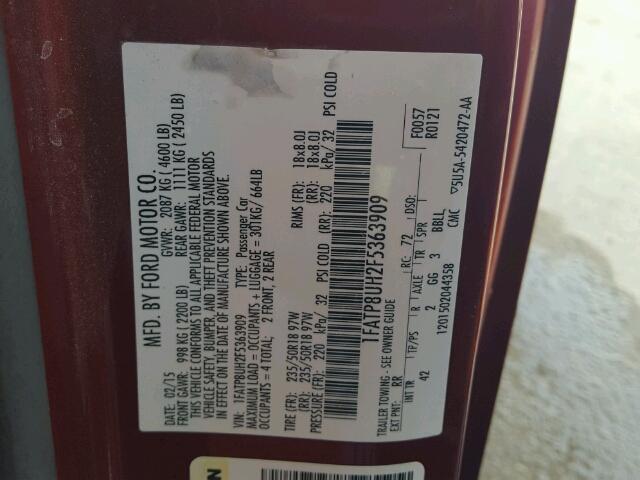 MFD. BY FORD MOTOR CO.
DATE: 02/15 GVWR: 2087 KG ( 4600 LB)
FRONT GAWR: 998 KG (2200 LB) REAR GAWR: 1111 KG ( 2450 LB)
THIS VEHICLE CONFORMS TO ALL APPLICABLE FEDERAL MOTOR
VEHICLE SAFETY, BUMPER, AND THEFT PREVENTION STANDARDS
IN EFFECT ON THE DATE OF MANUFACTURE SHOWN ABOVE.
VIN: 1FATP8UH2F5363909 TYPE: Passenger Car
MAXIMUM LOAD = OCCUPANTS + LUGGAGE = 301KG/ 664LB
OCCUPANTS = 4 TOTAL; 2 FRONT, 2 REAR
TIRE (FR): 235/50R18 97W RIMS (FR): 18x8.0J
(RR): 235/50R18 97W (RR): 18x8.0J
PRESSURE (FR): 220 kPa/ 32 PSI COLD (RR) 220 kPa/ 32 PSI COLD
1FATP8UH2F5363909
F0057
R0121
TRAILER TOWING - SEE OWNER GUIDE
EXT PNT: RR RC: 72 DSO:
INT TR TP/PS R AXLE TR SPR
42 2 GG 3 BBLL
1201502044358 CMC ▽5U5A-5420472-AA